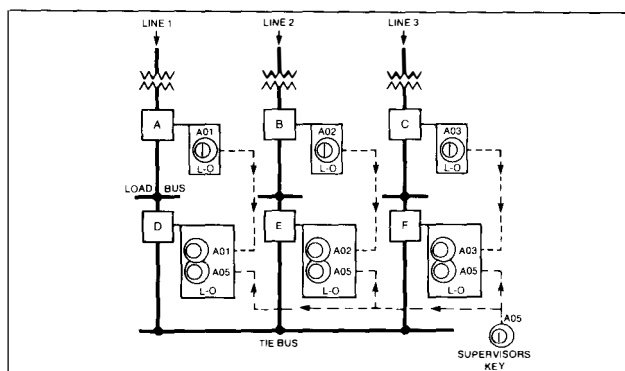 LINE 1 LINE 2 LINE 3
A A01 L-O B A02 L-O C A03 L-O
LOAD BUS
D A01 A05 L-O E A02 A05 L-O F A03 A05 L-O
TIE BUS
A05
SUPERVISORS
KEY